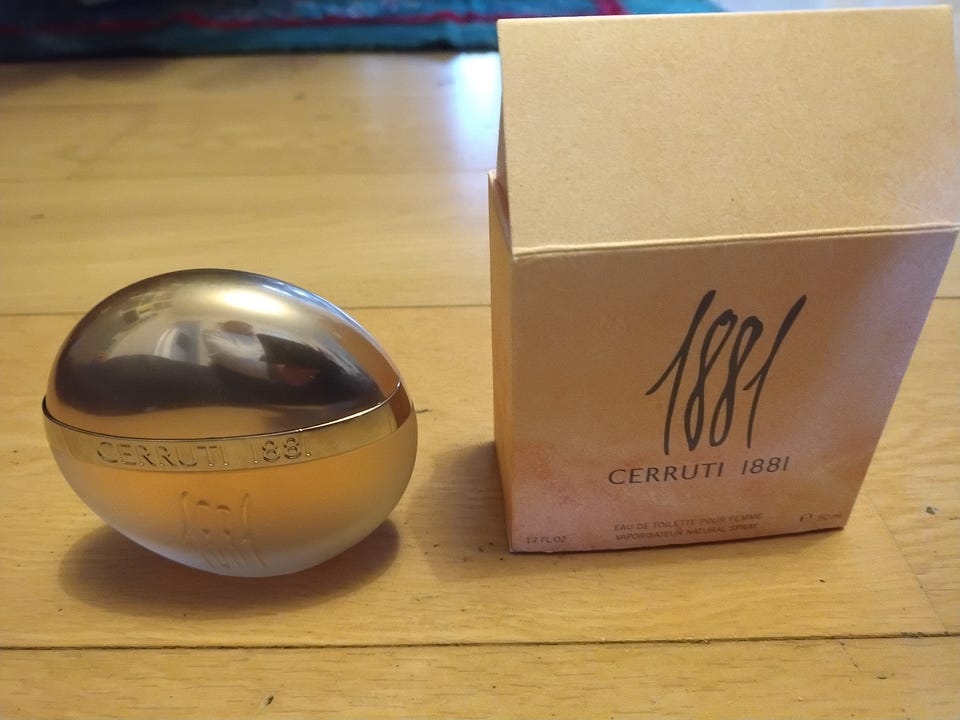 CERRUTI 1881
1881
1881
CERRUTI 1881
EAU DE TOILETTE POUR FEMME
VAPORISATEUR NATURAL SPRAY
1.7 FL OZ
℮ 50 ml